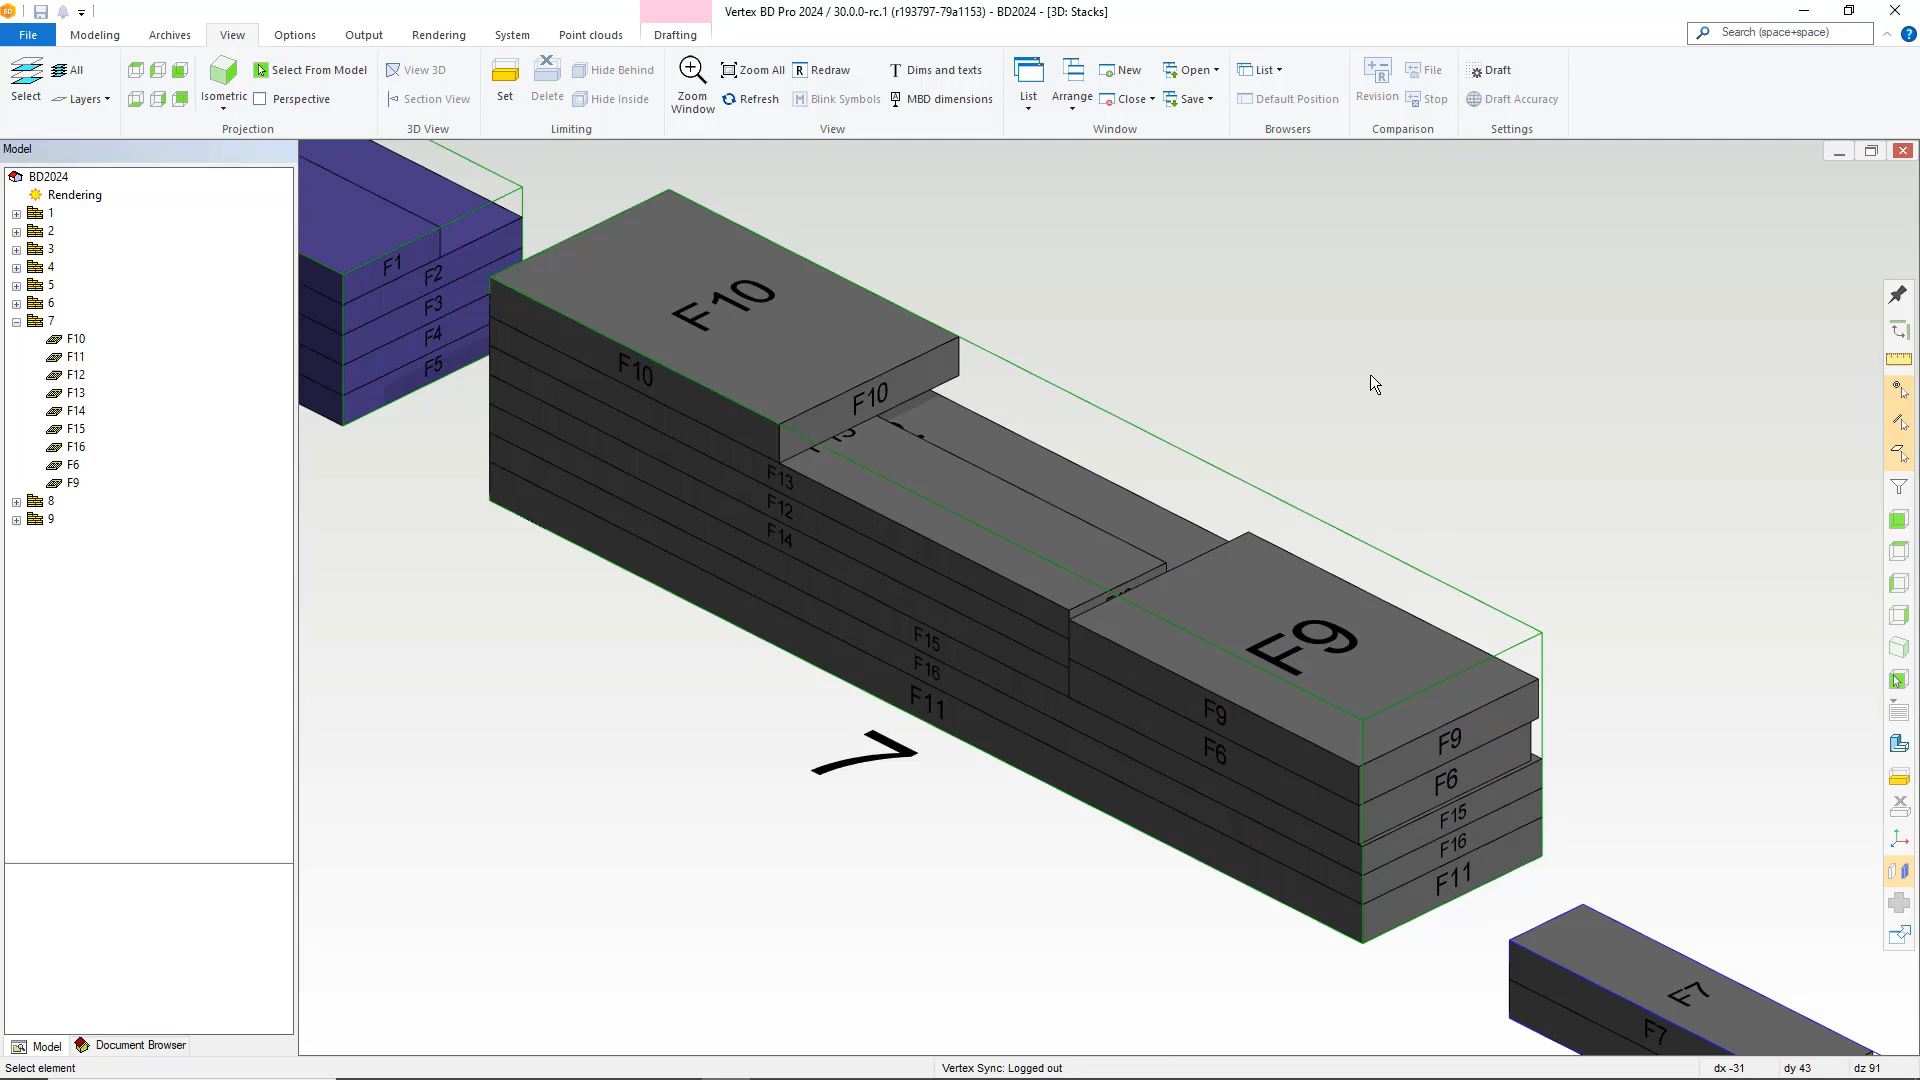 Vertex BD Pro 2024 / 30.0.0-rc.1 (r193797-79a1153) - BD2024 - [3D: Stacks]
File Modeling Archives View Options Output Rendering System Point clouds Drafting Search (space+space)
All Select From Model View 3D Hide Behind Zoom All Redraw Dims and texts New Open List File Draft
Select Layers Isometric Perspective Section View Set Delete Hide Inside Zoom Window Refresh Blink Symbols MBD dimensions List Arrange Close Save Default Position Revision Stop Draft Accuracy
Projection 3D View Limiting View Window Browsers Comparison Settings
Model
BD2024
Rendering
1
2
3
4
5
6
7
F10
F11
F12
F13
F14
F15
F16
F6
F9
8
9
F1
F2
F3
F4
F5
F10
F10
F10
F13
F12
F14
F15
F16
F11
7
F9
F9
F6
F9
F6
F15
F16
F11
F7
F7
Model Document Browser
Select element Vertex Sync: Logged out dx -31 dy 43 dz 91